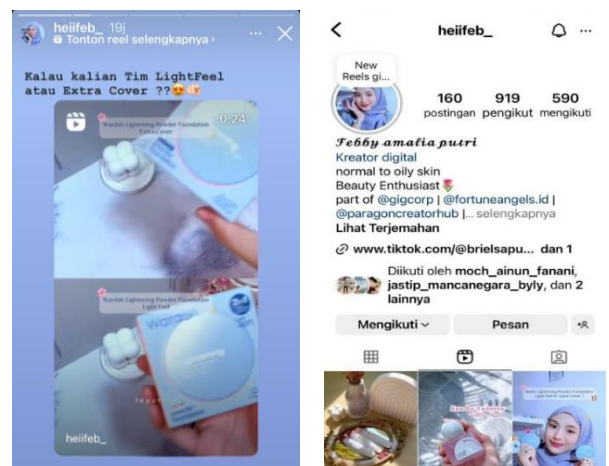 heiifeb_ 19j
Tonton reel selengkapnya ›
Kalau kalian Tim LightFeel
atau Extra Cover ??😍
Wardah Lightening Powder Foundation
Extra Cover
0:24
Wardah Lightening Powder Foundation
Light Feel
Wardah
heiifeb_
heiifeb_
New
Reels gi...
160 919 590
postingan pengikut mengikuti
Febby amalia putri
Kreator digital
normal to oily skin
Beauty Enthusiast🌷
part of @gigcorp | @fortuneangels.id |
@paragoncreatorhub |... selengkapnya
Lihat Terjemahan
www.tiktok.com/@brielsapu... dan 1
Diikuti oleh moch_ainun_fanani,
jastip_mancanegara_byly, dan 2
lainnya
Mengikuti Pesan